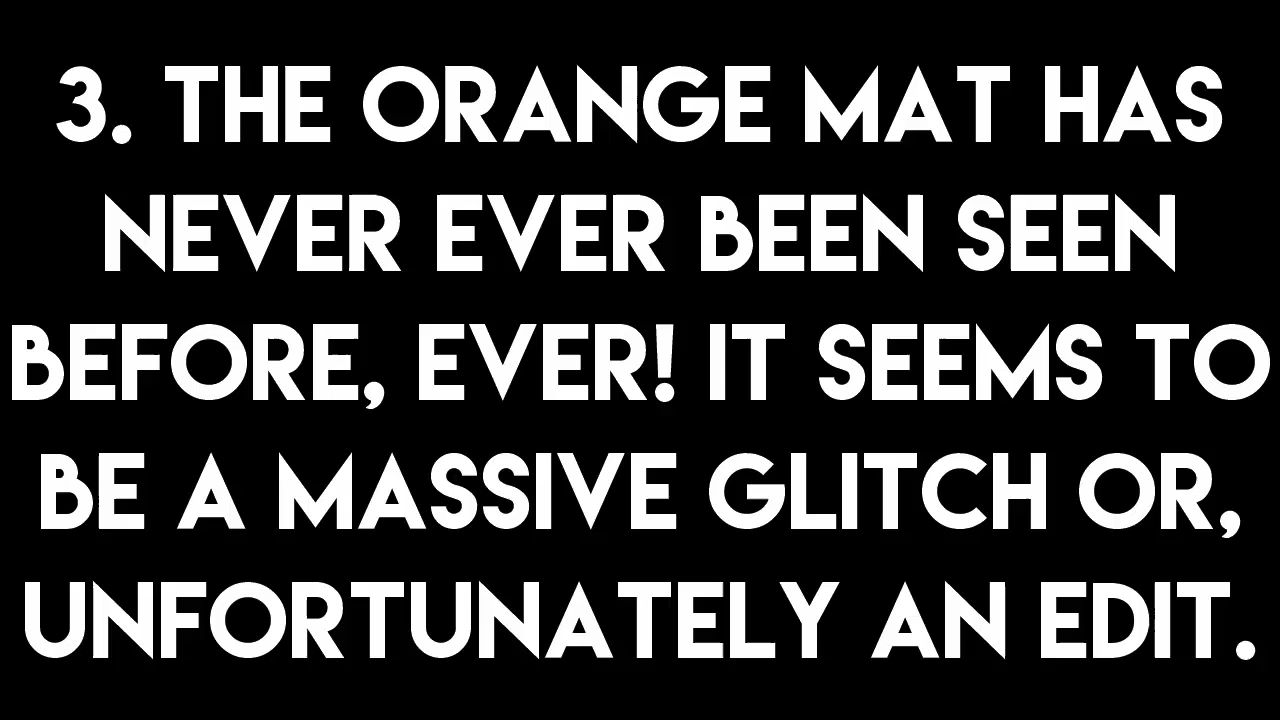 3. THE ORANGE MAT HAS
NEVER EVER BEEN SEEN
BEFORE, EVER! IT SEEMS TO
BE A MASSIVE GLITCH OR,
UNFORTUNATELY AN EDIT.